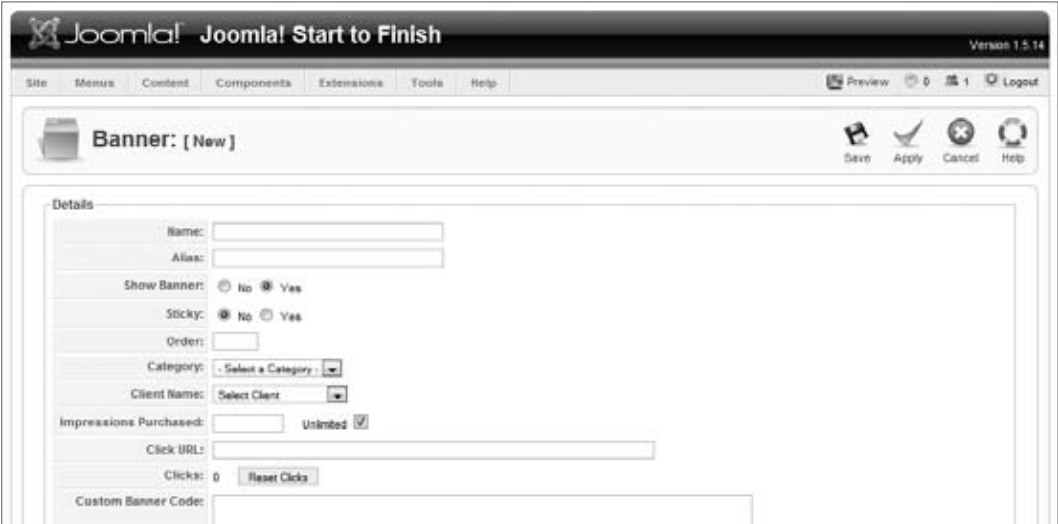 Joomla! Joomla! Start to Finish
Version 1.5.14
Site Menus Content Components Extensions Tools Help Preview 0 1 Logout
Banner: [ New ]
Save Apply Cancel Help
Details
Name:
Alias:
Show Banner: No Yes
Sticky: No Yes
Order:
Category: - Select a Category -
Client Name: Select Client
Impressions Purchased: Unlimited
Click URL:
Clicks: 0 Reset Clicks
Custom Banner Code: